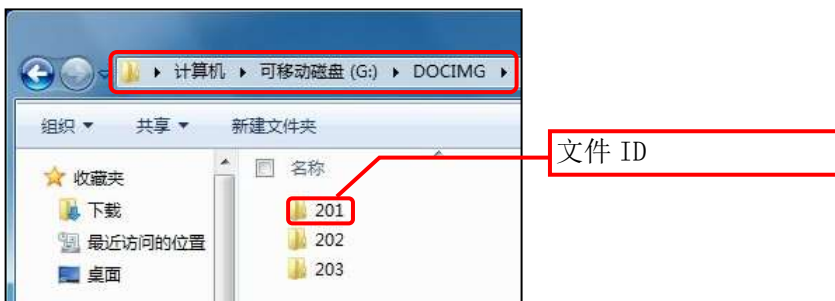 计算机 ▸ 可移动磁盘 (G:) ▸ DOCIMG ▸
组织 ▼ 共享 ▼ 新建文件夹
收藏夹
下载
最近访问的位置
桌面
名称
201
202
203
文件 ID